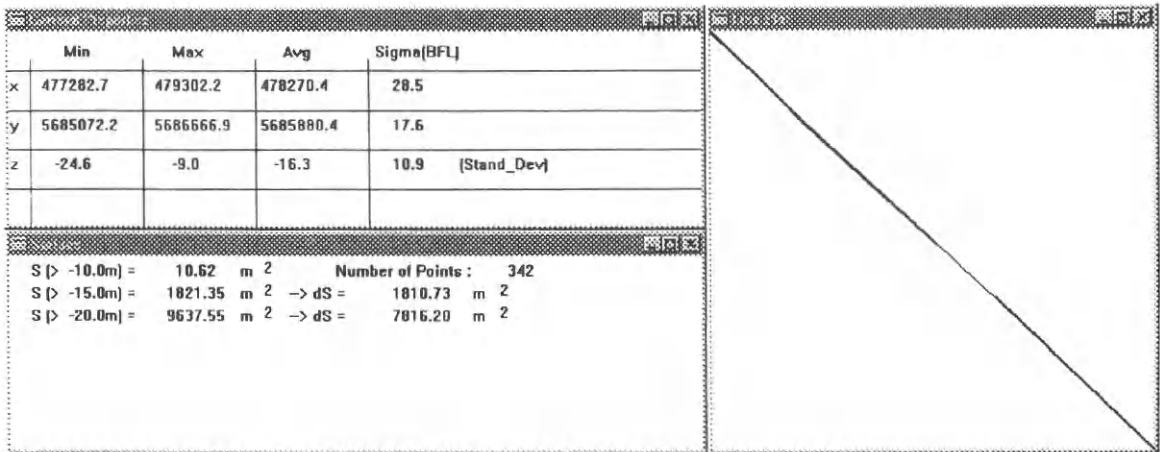 Min Max Avg Sigma(BFL)
x 477282.7 479302.2 478270.4 28.5
y 5685072.2 5686666.9 5685880.4 17.6
z -24.6 -9.0 -16.3 10.9 (Stand_Dev)
S (> -10.0m) = 10.62 m 2 Number of Points : 342
S (> -15.0m) = 1821.35 m 2 -> dS = 1810.73 m 2
S (> -20.0m) = 9637.55 m 2 -> dS = 7816.20 m 2